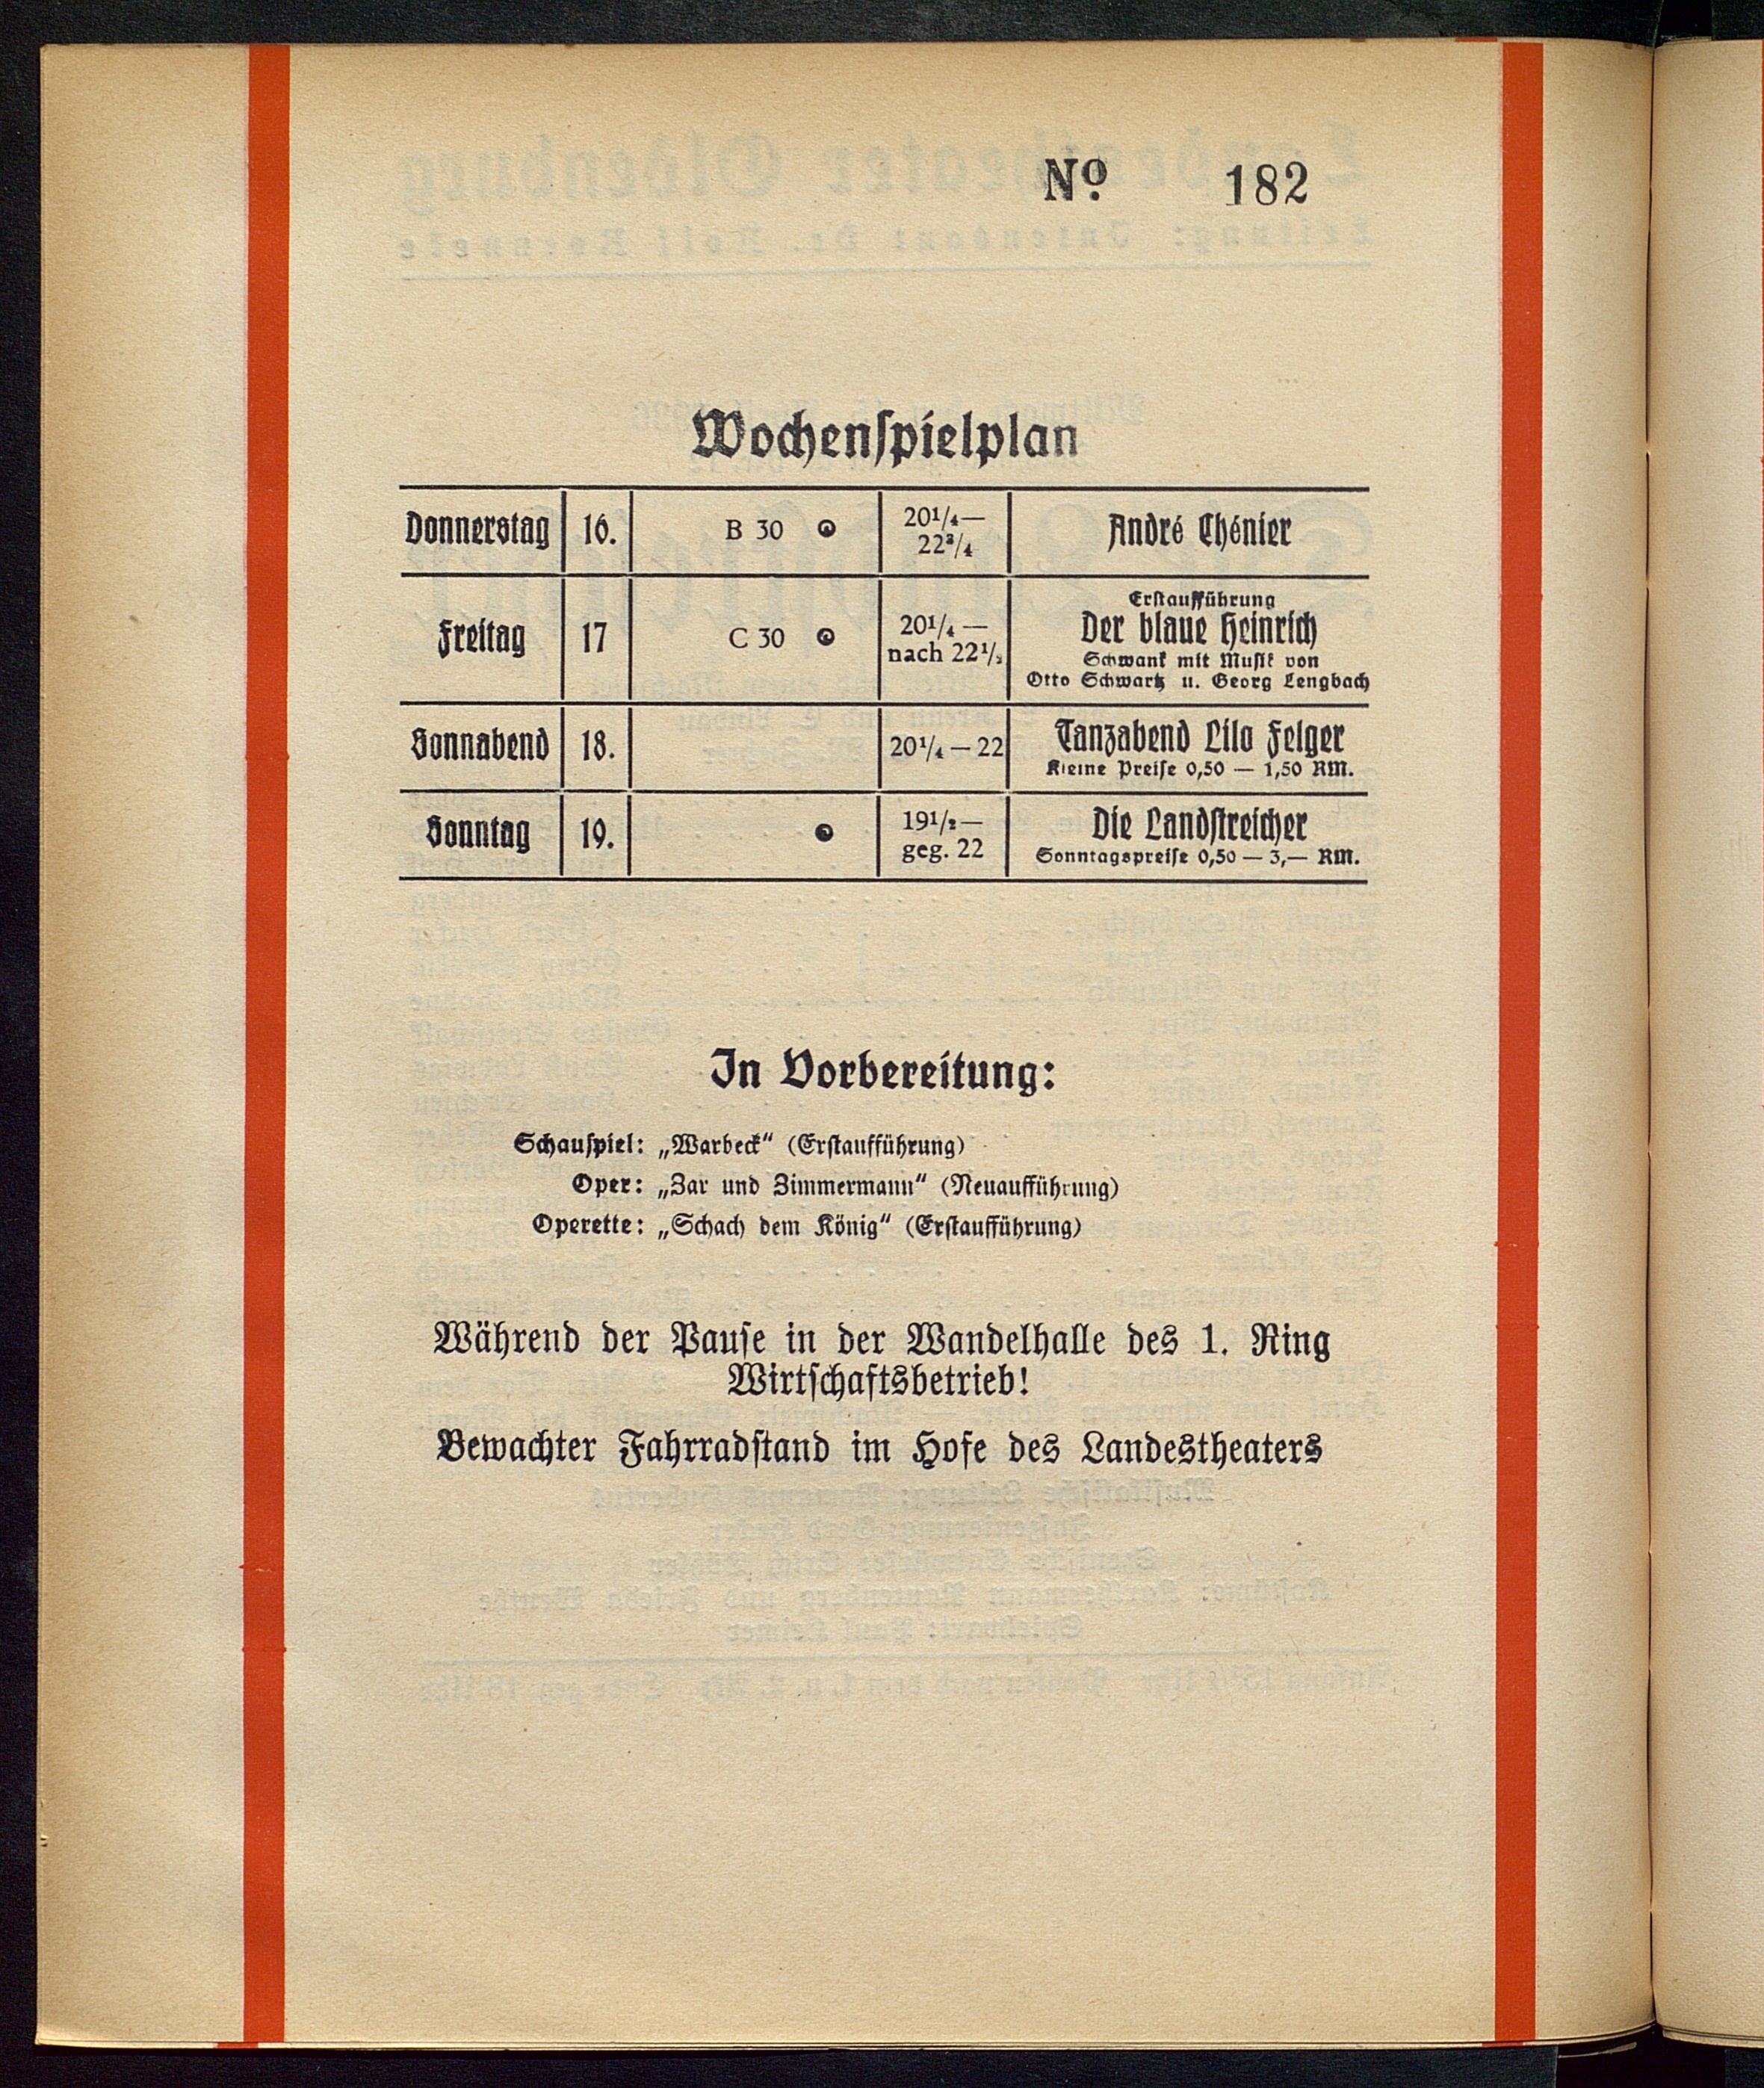 No. 182
Wochenspielplan
Donnerstag 16. B 30 20¹/₄— 22³/₄ André Chénier
Freitag 17 C 30 20¹/₄ — nach 22¹/₂ Erstaufführung
Der blaue Heinrich
Schwank mit Musik von
Otto Schwartz u. Georg Lengbach
Sonnabend 18. 20¹/₄ — 22 Tanzabend Lilo Felger
Kleine Preise 0,50 — 1,50 RM.
Sonntag 19. 19¹/₂— geg. 22 Die Landstreicher
Sonntagspreise 0,50 — 3,— RM.
In Vorbereitung:
Schauspiel: „Warbeck“ (Erstaufführung)
Oper: „Zar und Zimmermann“ (Neuaufführung)
Operette: „Schach dem König“ (Erstaufführung)
Während der Pause in der Wandelhalle des 1. Ring
Wirtschaftsbetrieb!
Bewachter Fahrradstand im Hofe des Landestheaters